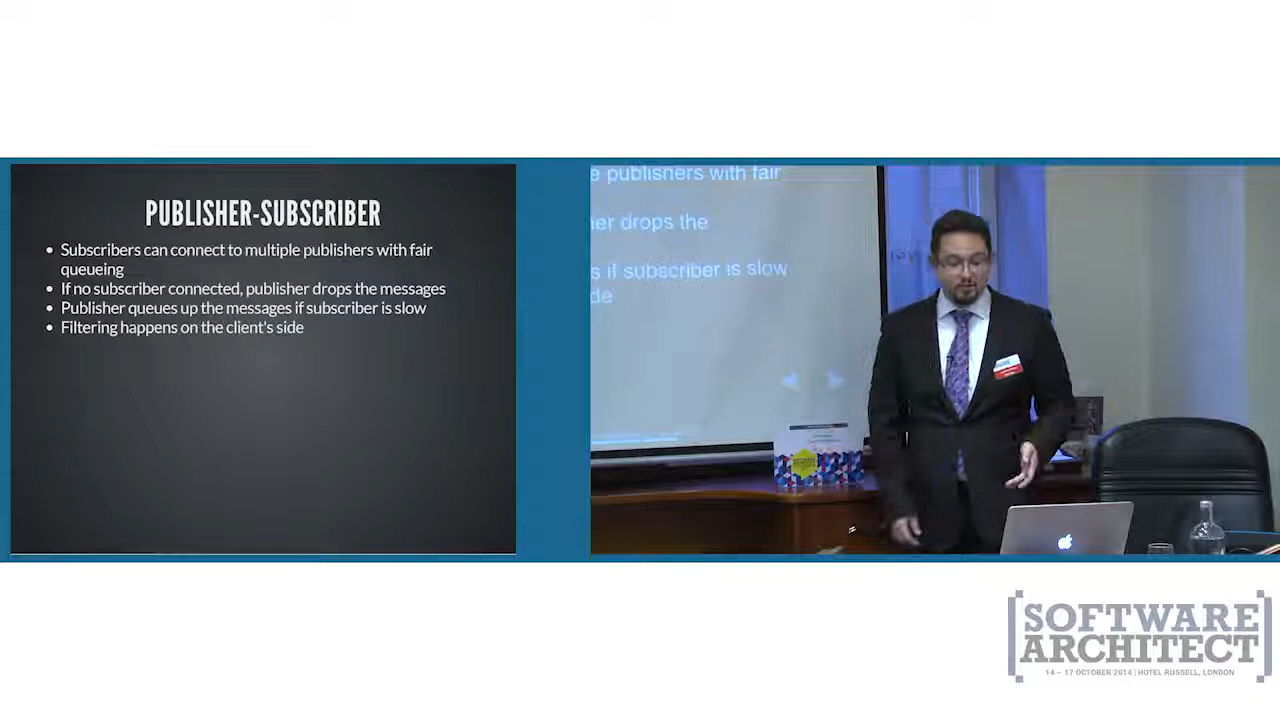 PUBLISHER-SUBSCRIBER
• Subscribers can connect to multiple publishers with fair
queueing
• If no subscriber connected, publisher drops the messages
• Publisher queues up the messages if subscriber is slow
• Filtering happens on the client's side
e publishers with fair
er drops the
s if subscriber is slow
de
[SOFTWARE
ARCHITECT]
14 – 17 OCTOBER 2014 | HOTEL RUSSELL, LONDON